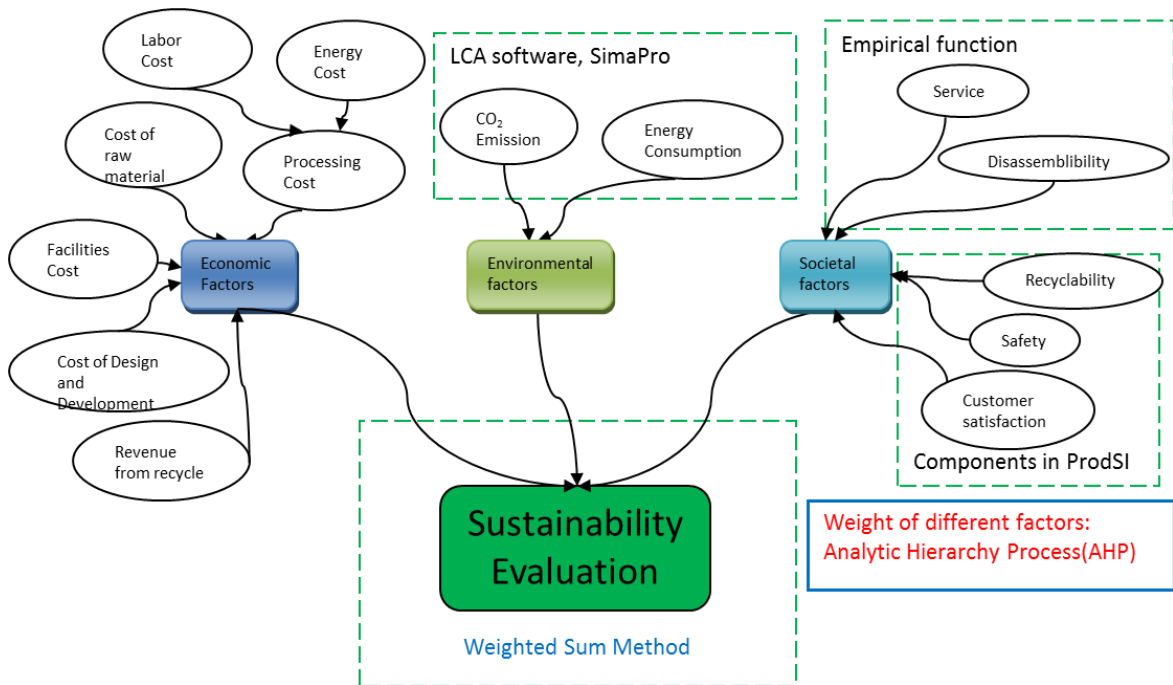 Labor
Cost
Energy
Cost
Cost of
raw
material
Processing
Cost
Facilities
Cost
Economic
Factors
Cost of Design
and
Development
Revenue
from recycle
LCA software, SimaPro
CO₂
Emission
Energy
Consumption
Environmental
factors
Empirical function
Service
Disassemblibility
Societal
factors
Recyclability
Safety
Customer
satisfaction
Components in ProdSI
Sustainability
Evaluation
Weighted Sum Method
Weight of different factors:
Analytic Hierarchy Process(AHP)